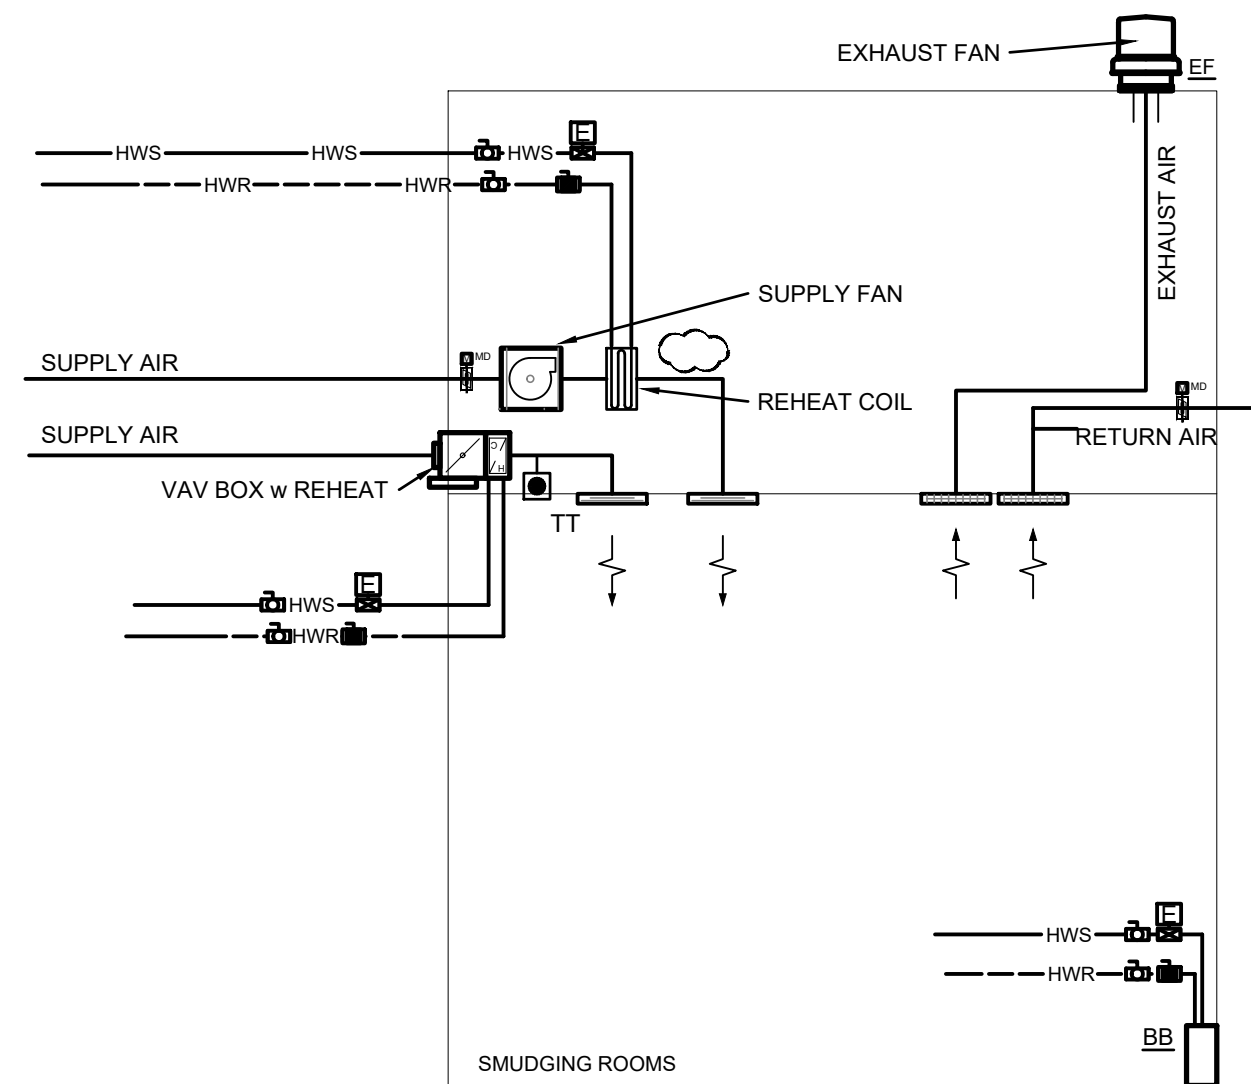 EXHAUST FAN
EF
HWS HWS HWS E
HWR HWR
EXHAUST AIR
SUPPLY FAN
SUPPLY AIR
M MD
REHEAT COIL
M MD
SUPPLY AIR
RETURN AIR
C
H
VAV BOX w REHEAT
TT
E
HWS
HWR
E
HWS
HWR
BB
SMUDGING ROOMS